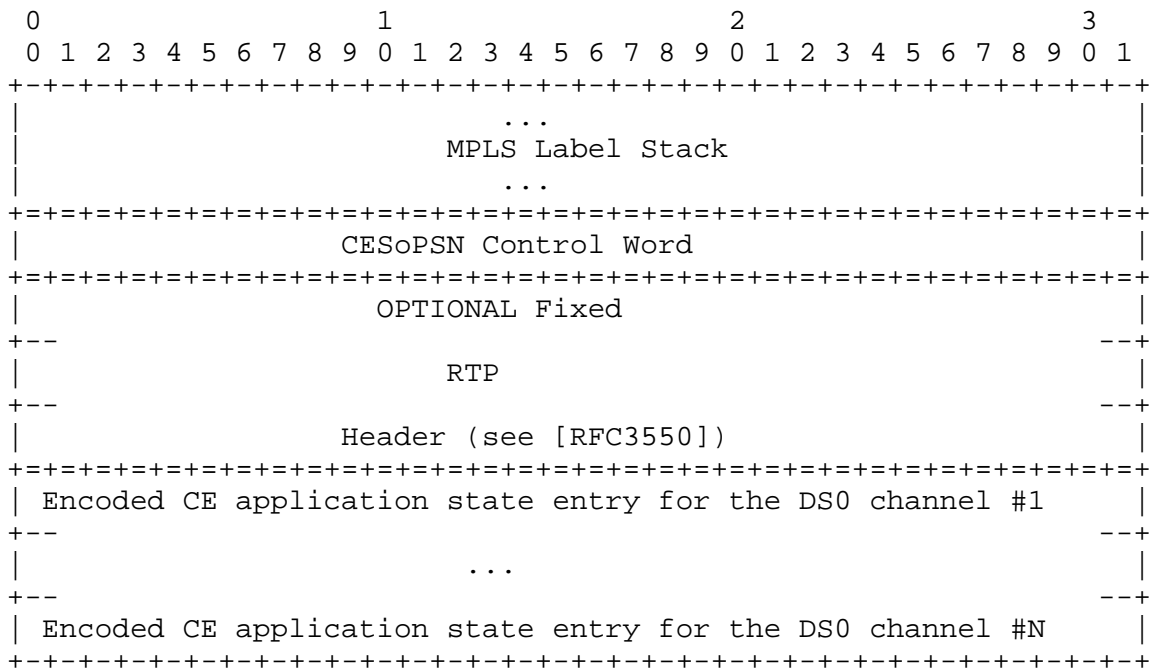 0                   1                   2                   3
 0 1 2 3 4 5 6 7 8 9 0 1 2 3 4 5 6 7 8 9 0 1 2 3 4 5 6 7 8 9 0 1
+-+-+-+-+-+-+-+-+-+-+-+-+-+-+-+-+-+-+-+-+-+-+-+-+-+-+-+-+-+-+-+-+
|                           ...                                 |
|                        MPLS Label Stack                       |
|                           ...                                 |
+=+=+=+=+=+=+=+=+=+=+=+=+=+=+=+=+=+=+=+=+=+=+=+=+=+=+=+=+=+=+=+=+
|                  CESoPSN Control Word                         |
+=+=+=+=+=+=+=+=+=+=+=+=+=+=+=+=+=+=+=+=+=+=+=+=+=+=+=+=+=+=+=+=+
|                    OPTIONAL Fixed                             |
+--                                                           --+
|                        RTP                                    |
+--                                                           --+
|                  Header (see [RFC3550])                       |
+=+=+=+=+=+=+=+=+=+=+=+=+=+=+=+=+=+=+=+=+=+=+=+=+=+=+=+=+=+=+=+=+
| Encoded CE application state entry for the DS0 channel #1     |
+--                                                           --+
|                         ...                                   |
+--                                                           --+
| Encoded CE application state entry for the DS0 channel #N     |
+-+-+-+-+-+-+-+-+-+-+-+-+-+-+-+-+-+-+-+-+-+-+-+-+-+-+-+-+-+-+-+-+